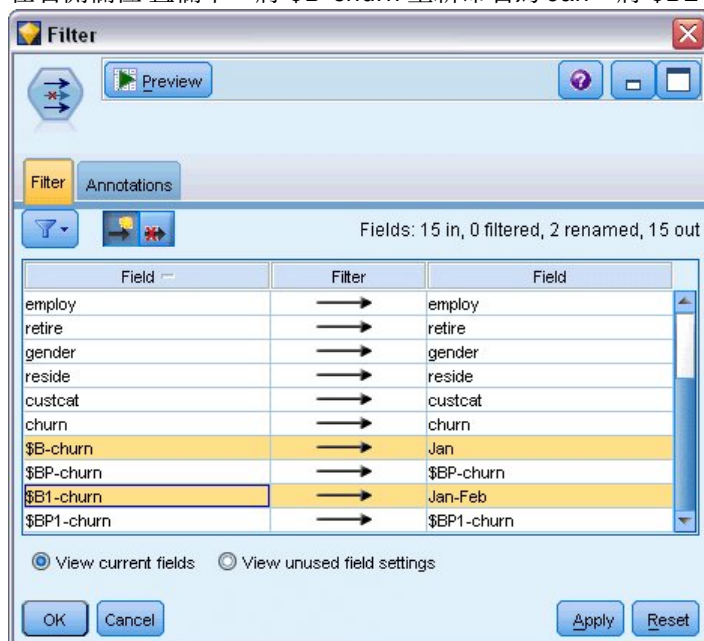 Filter
Preview
Filter Annotations
Fields: 15 in, 0 filtered, 2 renamed, 15 out
Field Filter Field
employ employ
retire retire
gender gender
reside reside
custcat custcat
churn churn
$B-churn Jan
$BP-churn $BP-churn
$B1-churn Jan-Feb
$BP1-churn $BP1-churn
View current fields View unused field settings
OK Cancel Apply Reset